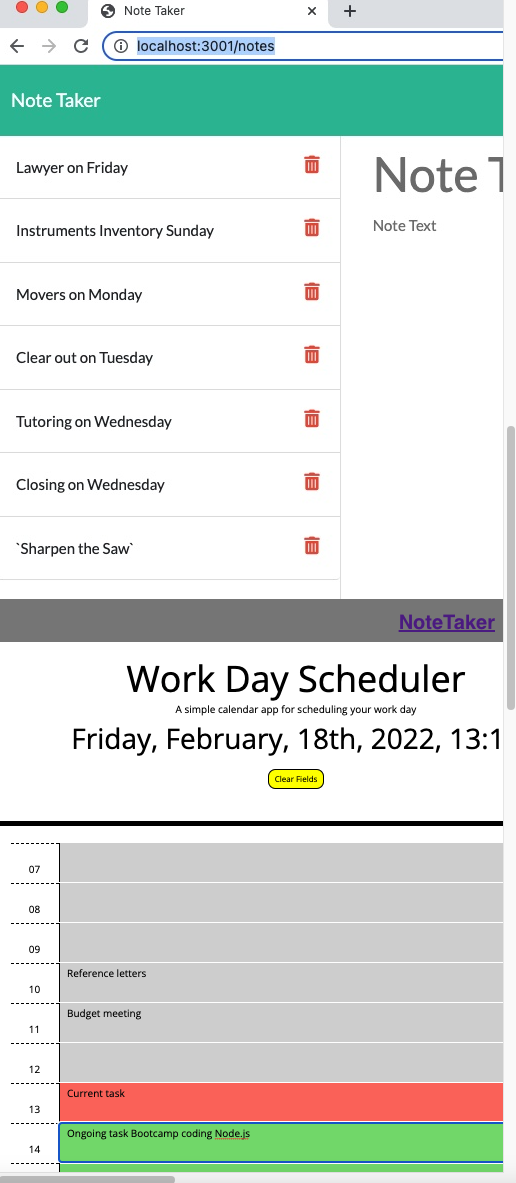 Note Taker
localhost:3001/notes
Note Taker
Lawyer on Friday
Note T
Instruments Inventory Sunday
Note Text
Movers on Monday
Clear out on Tuesday
Tutoring on Wednesday
Closing on Wednesday
`Sharpen the Saw`
NoteTaker
Work Day Scheduler
A simple calendar app for scheduling your work day
Friday, February, 18th, 2022, 13:1
Clear Fields
07
08
09
Reference letters
10
Budget meeting
11
12
Current task
13
Ongoing task Bootcamp coding Node.js
14